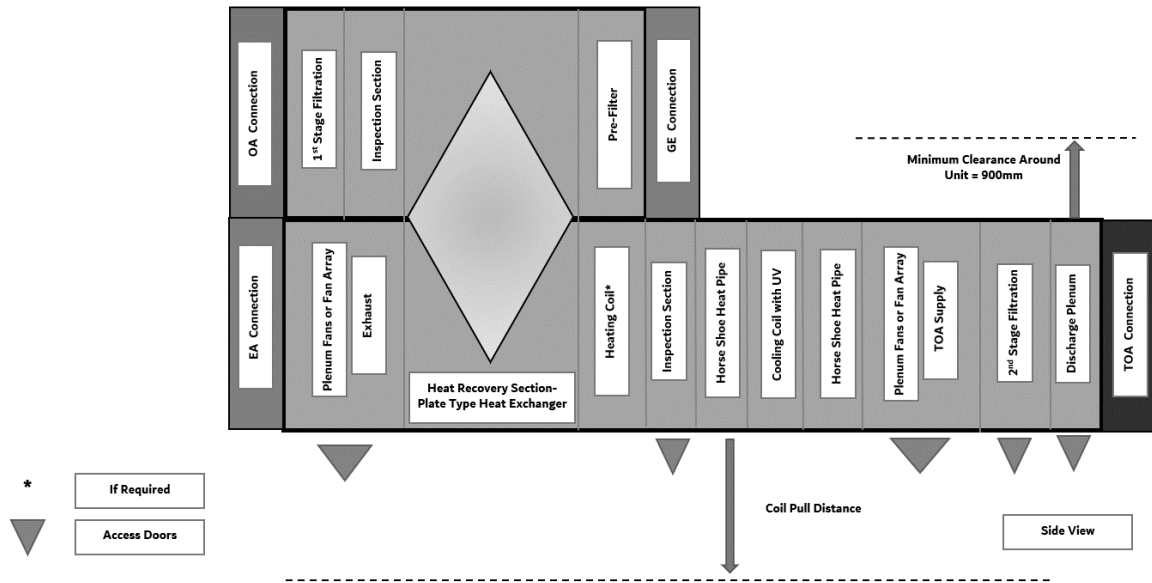 OA Connection
1st Stage Filtration
Inspection Section
Pre-Filter
GE Connection
Minimum Clearance Around
Unit = 900mm
EA Connection
Plenum Fans or Fan Array
Exhaust
Heat Recovery Section-
Plate Type Heat Exchanger
Heating Coil*
Inspection Section
Horse Shoe Heat Pipe
Cooling Coil with UV
Horse Shoe Heat Pipe
Plenum Fans or Fan Array
TOA Supply
2nd Stage Filtration
Discharge Plenum
TOA Connection
* If Required
Access Doors
Coil Pull Distance
Side View